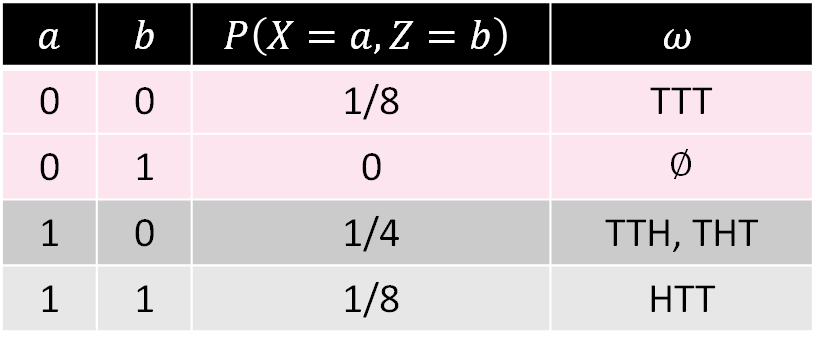 a b P(X = a, Z = b) ω
0 0 1/8 TTT
0 1 0 ∅
1 0 1/4 TTH, THT
1 1 1/8 HTT